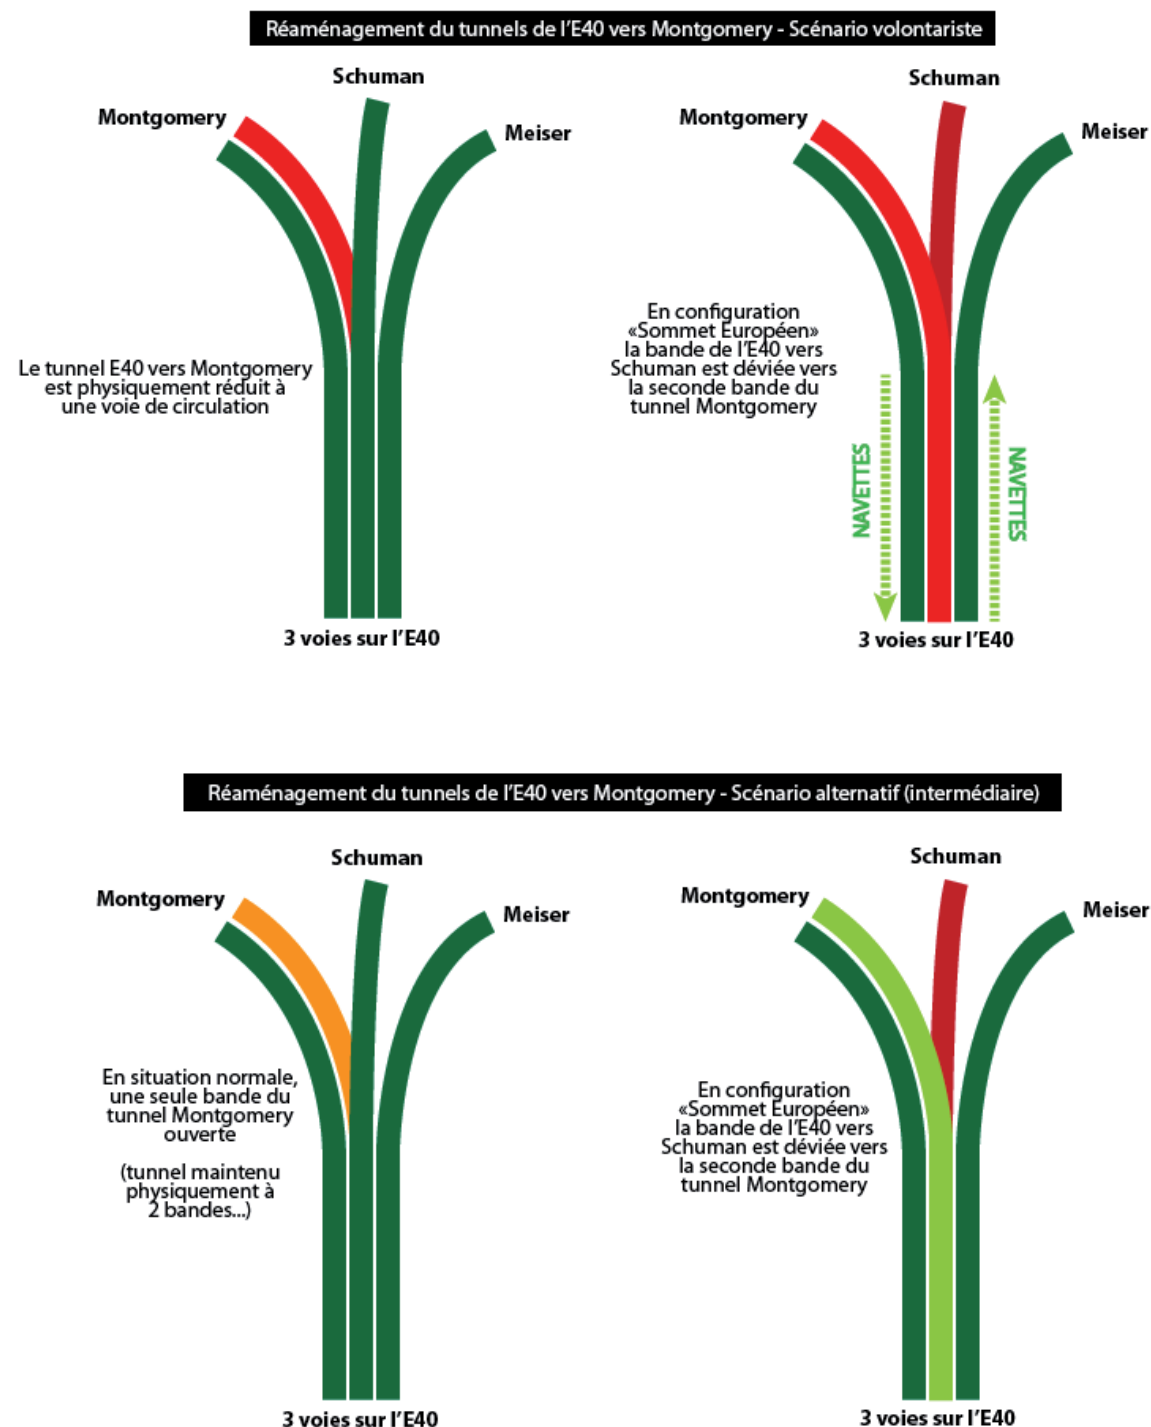 Réaménagement du tunnels de l'E40 vers Montgomery - Scénario volontariste
Schuman
Montgomery
Meiser
Le tunnel E40 vers Montgomery
est physiquement réduit à
une voie de circulation
3 voies sur l'E40
Schuman
Montgomery
Meiser
En configuration
«Sommet Européen»
la bande de l'E40 vers
Schuman est déviée vers
la seconde bande du
tunnel Montgomery
NAVETTES
NAVETTES
3 voies sur l'E40
Réaménagement du tunnels de l'E40 vers Montgomery - Scénario alternatif (intermédiaire)
Schuman
Montgomery
Meiser
En situation normale,
une seule bande du
tunnel Montgomery
ouverte
(tunnel maintenu
physiquement à
2 bandes...)
3 voies sur l'E40
Schuman
Montgomery
Meiser
En configuration
«Sommet Européen»
la bande de l'E40 vers
Schuman est déviée vers
la seconde bande du
tunnel Montgomery
3 voies sur l'E40